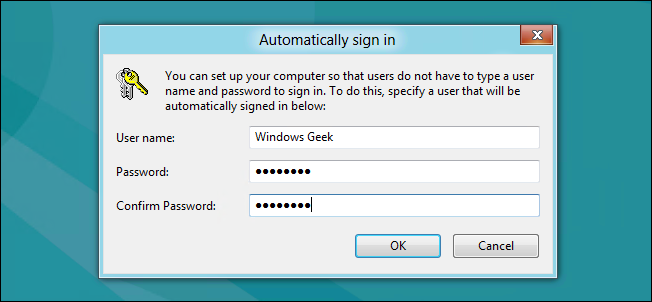 Automatically sign in
You can set up your computer so that users do not have to type a user
name and password to sign in. To do this, specify a user that will be
automatically signed in below:
User name: Windows Geek
Password: ●●●●●●●●
Confirm Password: ●●●●●●●●
OK Cancel